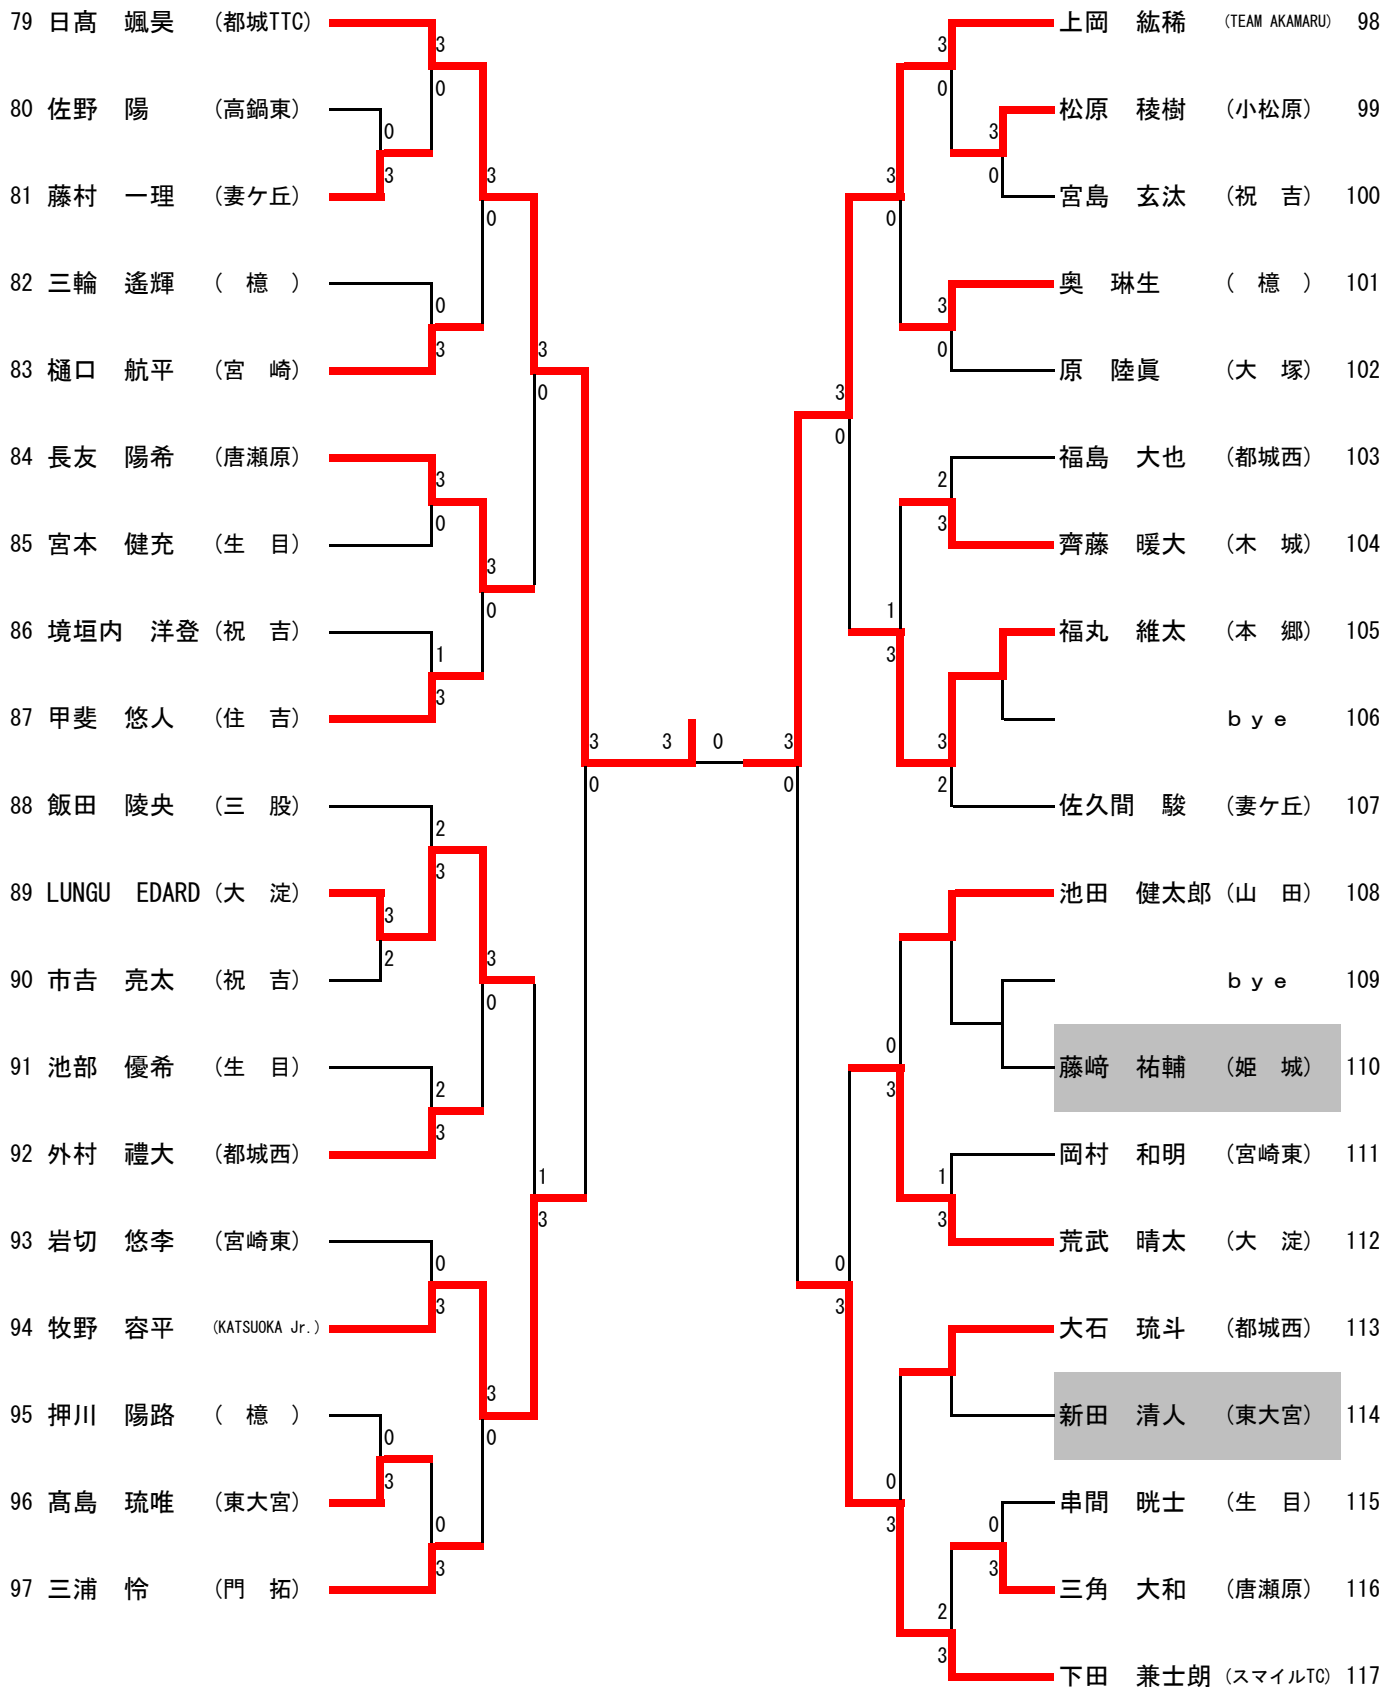 79 日髙　颯昊　(都城TTC)
80 佐野　陽　(高鍋東)
81 藤村　一理　(妻ケ丘)
82 三輪　遙輝　(　檍　)
83 樋口　航平　(宮　崎)
84 長友　陽希　(唐瀬原)
85 宮本　健充　(生　目)
86 境垣内　洋登 (祝　吉)
87 甲斐　悠人　(住　吉)
88 飯田　陵央　(三　股)
89 LUNGU　EDARD (大　淀)
90 市吉　亮太　(祝　吉)
91 池部　優希　(生　目)
92 外村　禮大　(都城西)
93 岩切　悠李　(宮崎東)
94 牧野　容平　(KATSUOKA Jr.)
95 押川　陽路　(　檍　)
96 髙島　琉唯　(東大宮)
97 三浦　怜　(門　拓)
3
0
0
3
3
0
0
3
3
0
3
0
3
0
1
3
3
0
2
3
3
2
3
0
2
3
1
3
0
3
3
0
0
3
0
3
3 0
3
0
3
0
3
0
3
0
3
0
3
0
2
3
1
3
3
2
0
3
1
3
0
3
0
3
0
3
2
3
上岡　紘稀　(TEAM AKAMARU) 98
松原　稜樹　(小松原) 99
宮島　玄汰　(祝　吉) 100
奥　琳生　(　檍　) 101
原　陸眞　(大　塚) 102
福島　大也　(都城西) 103
齊藤　暖大　(木　城) 104
福丸　維太　(本　郷) 105
ｂｙｅ 106
佐久間　駿　(妻ケ丘) 107
池田　健太郎 (山　田) 108
ｂｙｅ 109
藤﨑　祐輔　(姫　城) 110
岡村　和明　(宮崎東) 111
荒武　晴太　(大　淀) 112
大石　琉斗　(都城西) 113
新田　清人　(東大宮) 114
串間　晄士　(生　目) 115
三角　大和　(唐瀬原) 116
下田　兼士朗 (スマイルTC) 117